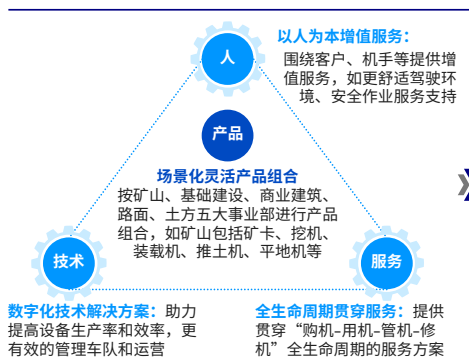 以人为本增值服务：
人
围绕客户、机手等提供增
值服务，如更舒适驾驶环
境、安全作业服务支持
产品
场景化灵活产品组合
按矿山、基础建设、商业建筑、
路面、土方五大事业部进行产品
组合，如矿山包括矿卡、挖机、
装载机、推土机、平地机等
技术
服务
数字化技术解决方案：助力
提高设备生产率和效率，更
有效的管理车队和运营
全生命周期贯穿服务：提供
贯穿“购机-用机-管机-修
机”全生命周期的服务方案